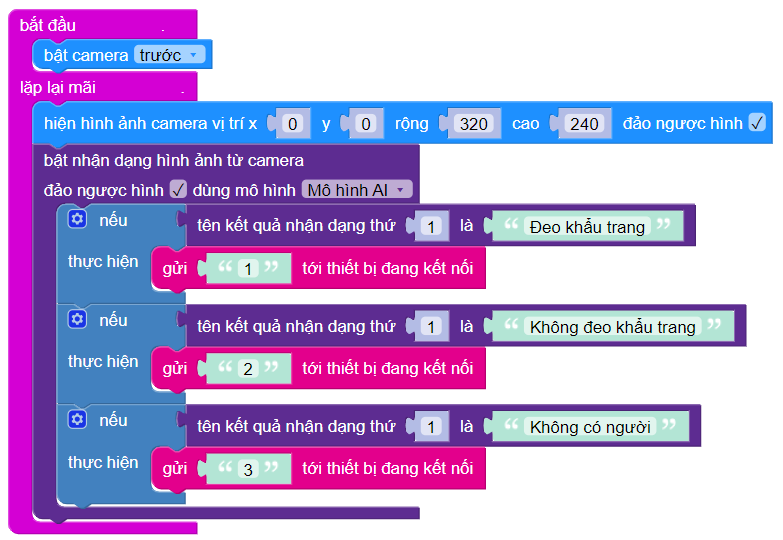 bắt đầu .
bật camera trước
lặp lại mãi .
hiện hình ảnh camera vị trí x 0 y 0 rộng 320 cao 240 đảo ngược hình ✓
bật nhận dạng hình ảnh từ camera
đảo ngược hình ✓ dùng mô hình Mô hình AI
nếu tên kết quả nhận dạng thứ 1 là “ Đeo khẩu trang ”
thực hiện gửi “ 1 ” tới thiết bị đang kết nối
nếu tên kết quả nhận dạng thứ 1 là “ Không đeo khẩu trang ”
thực hiện gửi “ 2 ” tới thiết bị đang kết nối
nếu tên kết quả nhận dạng thứ 1 là “ Không có người ”
thực hiện gửi “ 3 ” tới thiết bị đang kết nối